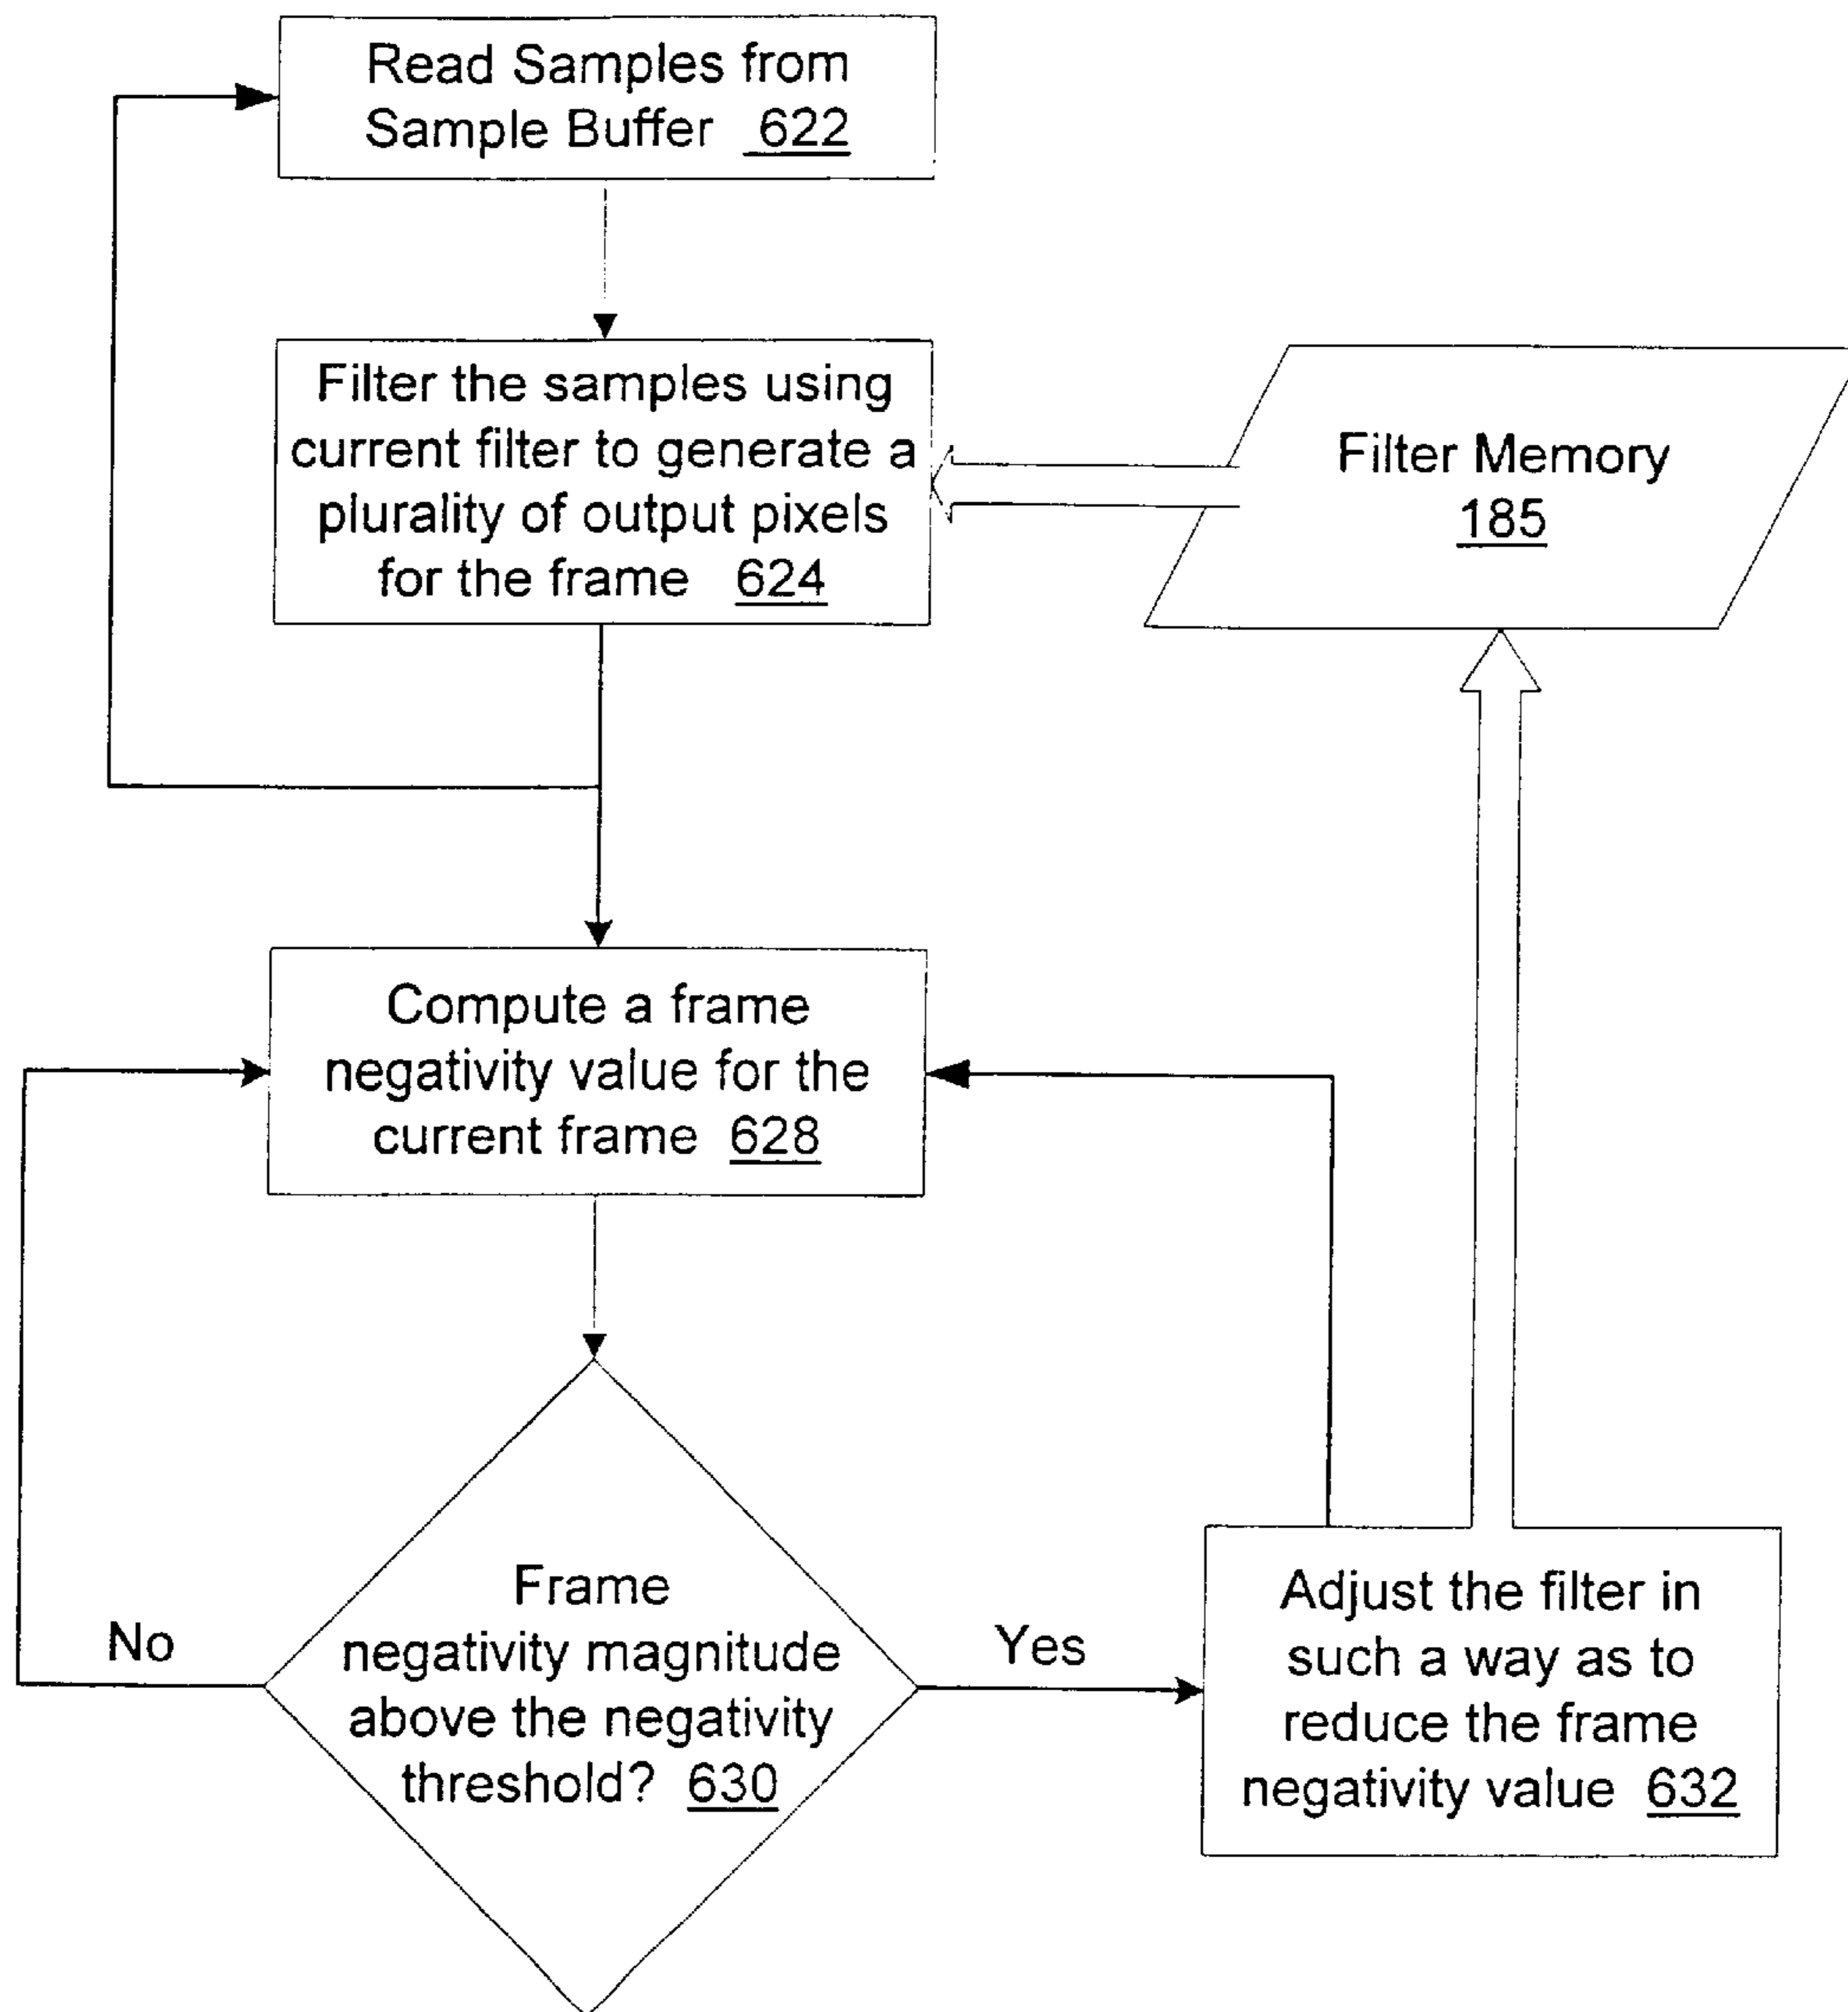 Read Samples from
Sample Buffer 622
Filter the samples using
current filter to generate a
plurality of output pixels
for the frame 624
Filter Memory
185
Compute a frame
negativity value for the
current frame 628
No
Frame
negativity magnitude
above the negativity
threshold? 630
Yes
Adjust the filter in
such a way as to
reduce the frame
negativity value 632